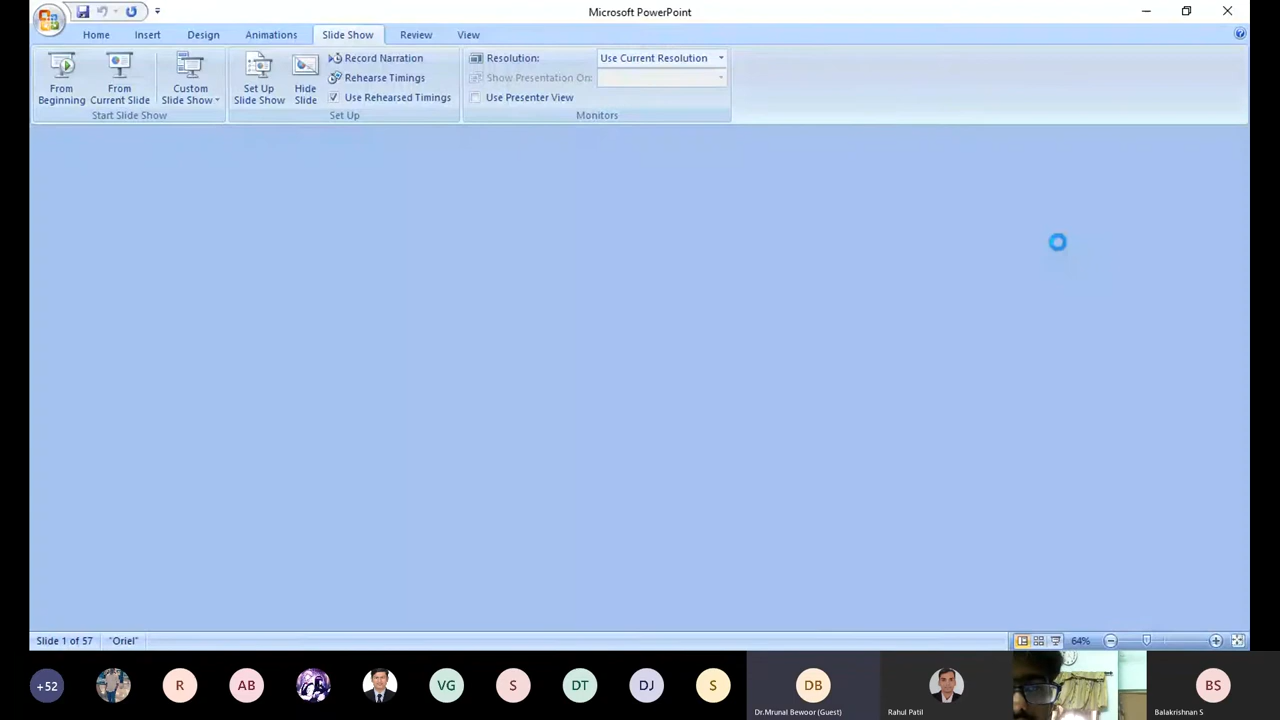 Microsoft PowerPoint
Home Insert Design Animations Slide Show Review View
From Beginning
From Current Slide
Custom Slide Show
Start Slide Show
Set Up Slide Show
Hide Slide
Record Narration
Rehearse Timings
Use Rehearsed Timings
Set Up
Resolution: Use Current Resolution
Show Presentation On:
Use Presenter View
Monitors
Slide 1 of 57 "Oriel" 64%
+52 R AB VG S DT DJ S DB BS
Dr.Mrunal Bewoor (Guest) Rahul Patil Balakrishnan S